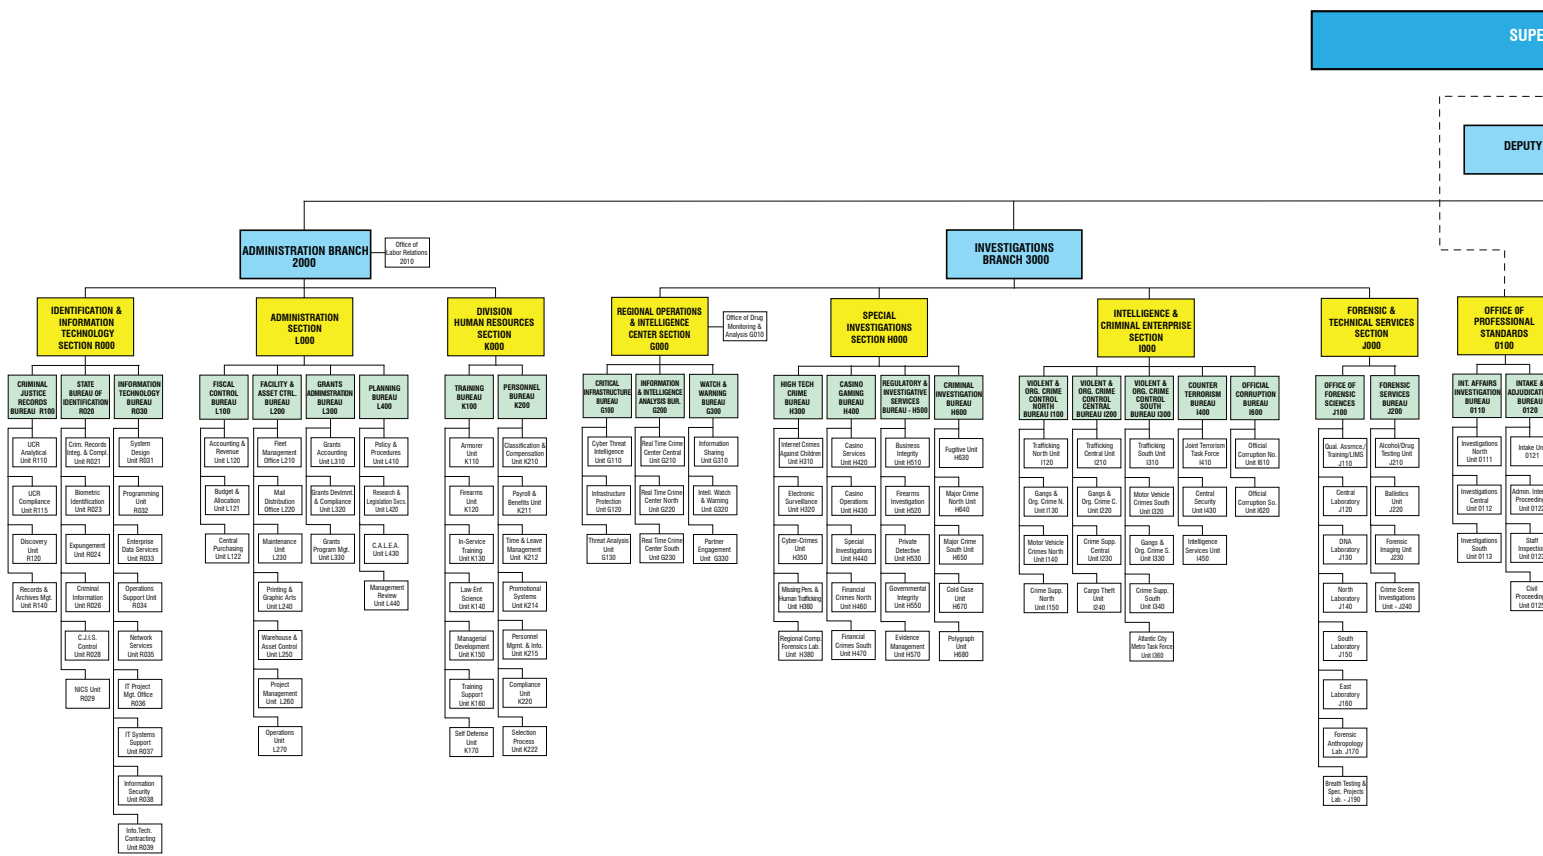 SUPE
DEPUTY
ADMINISTRATION BRANCH
2000
Office of
Labor Relations
2010
INVESTIGATIONS
BRANCH 3000
IDENTIFICATION &
INFORMATION
TECHNOLOGY
SECTION R000
ADMINISTRATION
SECTION
L000
DIVISION
HUMAN RESOURCES
SECTION
K000
REGIONAL OPERATIONS
& INTELLIGENCE
CENTER SECTION
G000
Office of Drug
Monitoring &
Analysis G010
SPECIAL
INVESTIGATIONS
SECTION H000
INTELLIGENCE &
CRIMINAL ENTERPRISE
SECTION
I000
FORENSIC &
TECHNICAL SERVICES
SECTION
J000
OFFICE OF
PROFESSIONAL
STANDARDS
0100
CRIMINAL
JUSTICE
RECORDS
BUREAU R100
UCR
Analytical
Unit R110
UCR
Compliance
Unit R115
Discovery
Unit
R120
Records &
Archives Mgt.
Unit R140
STATE
BUREAU OF
IDENTIFICATION
R020
Crim. Records
Integ. & Compl.
Unit R021
Biometric
Identification
Unit R023
Expungement
Unit R024
Criminal
Information
Unit R026
C.J.I.S.
Control
Unit R028
NICS Unit
R029
INFORMATION
TECHNOLOGY
BUREAU
R030
System
Design
Unit R031
Programming
Unit
R032
Enterprise
Data Services
Unit R033
Operations
Support Unit
R034
Network
Services
Unit R035
IT Project
Mgt. Office
R036
IT Systems
Support
Unit R037
Information
Security
Unit R038
Info.Tech.
Contracting
Unit R039
FISCAL
CONTROL
BUREAU
L100
Accounting &
Revenue
Unit L120
Budget &
Allocation
Unit L121
Central
Purchasing
Unit L122
FACILITY &
ASSET CTRL.
BUREAU
L200
Fleet
Management
Office L210
Mail
Distribution
Office L220
Maintenance
Unit
L230
Printing &
Graphic Arts
Unit L240
Warehouse &
Asset Control
Unit L250
Project
Management
Unit L260
Operations
Unit
L270
GRANTS
ADMINISTRATION
BUREAU
L300
Grants
Accounting
Unit L310
Grants Devlmnt.
& Compliance
Unit L320
Grants
Program Mgt.
Unit L330
PLANNING
BUREAU
L400
Policy &
Procedures
Unit L410
Research &
Legislation Svcs.
Unit L420
C.A.L.E.A.
Unit L430
Management
Review
Unit L440
TRAINING
BUREAU
K100
Armorer
Unit
K110
Firearms
Unit
K120
In-Service
Training
Unit K130
Law Enf.
Science
Unit K140
Managerial
Development
Unit K150
Training
Support
Unit K160
Self Defense
Unit
K170
PERSONNEL
BUREAU
K200
Classification &
Compensation
Unit K210
Payroll &
Benefits Unit
K211
Time & Leave
Management
Unit K212
Promotional
Systems
Unit K214
Personnel
Mgmt. & Info.
Unit K215
Compliance
Unit
K220
Selection
Process
Unit K222
CRITICAL
INFRASTRUCTURE
BUREAU
G100
Cyber Threat
Intelligence
Unit G110
Infrastructure
Protection
Unit G120
Threat Analysis
Unit
G130
INFORMATION
& INTELLIGENCE
ANALYSIS BUR.
G200
Real Time Crime
Center Central
Unit G210
Real Time Crime
Center North
Unit G220
Real Time Crime
Center South
Unit G230
WATCH &
WARNING
BUREAU
G300
Information
Sharing
Unit G310
Intell. Watch
& Warning
Unit G320
Partner
Engagement
Unit G330
HIGH TECH
CRIME
BUREAU
H300
Internet Crimes
Against Children
Unit H310
Electronic
Surveillance
Unit H320
Cyber-Crimes
Unit
H350
Missing Pers. &
Human Trafficking
Unit H360
Regional Comp.
Forensics Lab.
Unit H380
CASINO
GAMING
BUREAU
H400
Casino
Services
Unit H420
Casino
Operations
Unit H430
Special
Investigations
Unit H440
Financial
Crimes North
Unit H460
Financial
Crimes South
Unit H470
REGULATORY &
INVESTIGATIVE
SERVICES
BUREAU - H500
Business
Integrity
Unit H510
Firearms
Investigation
Unit H520
Private
Detective
Unit H530
Governmental
Integrity
Unit H550
Evidence
Management
Unit H570
CRIMINAL
INVESTIGATION
BUREAU
H600
Fugitive Unit
H630
Major Crime
North Unit
H640
Major Crime
South Unit
H650
Cold Case
Unit
H670
Polygraph
Unit
H680
VIOLENT &
ORG. CRIME
CONTROL
NORTH
BUREAU I100
Trafficking
North Unit
I120
Gangs &
Org. Crime N.
Unit I130
Motor Vehicle
Crimes North
Unit I140
Crime Supp.
North
Unit I150
VIOLENT &
ORG. CRIME
CONTROL
CENTRAL
BUREAU I200
Trafficking
Central Unit
I210
Gangs &
Org. Crime C.
Unit I220
Crime Supp.
Central
Unit I230
Cargo Theft
Unit
I240
VIOLENT &
ORG. CRIME
CONTROL
SOUTH
BUREAU I300
Trafficking
South Unit
I310
Motor Vehicle
Crimes South
Unit I320
Gangs &
Org. Crime S.
Unit I330
Crime Supp.
South
Unit I340
Atlantic City
Metro Task Force
Unit I360
COUNTER
TERRORISM
BUREAU
I400
Joint Terrorism
Task Force
I410
Central
Security
Unit I430
Intelligence
Services Unit
I450
OFFICIAL
CORRUPTION
BUREAU
I600
Official
Corruption No.
Unit I610
Official
Corruption So.
Unit I620
OFFICE OF
FORENSIC
SCIENCES
J100
Qual. Assrnce./
Training/LIMS
J110
Central
Laboratory
J120
DNA
Laboratory
J130
North
Laboratory
J140
South
Laboratory
J150
East
Laboratory
J160
Forensic
Anthropology
Lab. J170
Breath Testing &
Spec. Projects
Lab. - J190
FORENSIC
SERVICES
BUREAU
J200
Alcohol/Drug
Testing Unit
J210
Ballistics
Unit
J220
Forensic
Imaging Unit
J230
Crime Scene
Investigations
Unit - J240
INT. AFFAIRS
INVESTIGATION
BUREAU
0110
Investigations
North
Unit 0111
Investigations
Central
Unit 0112
Investigations
South
Unit 0113
INTAKE &
ADJUDICATI
BUREAU
0120
Intake Un
0121
Admin. Inter
Proceeding
Unit 0122
Staff
Inspection
Unit 0123
Civil
Proceeding
Unit 0125